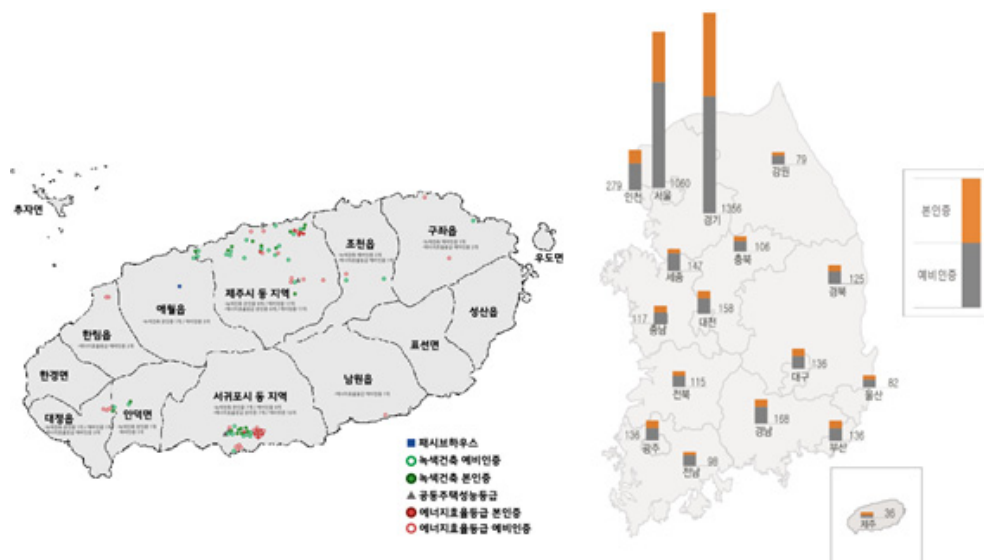 추자면
구좌읍
조천읍
우도면
제주시 동 지역
애월읍
성산읍
한림읍
표선면
한경면
남원읍
서귀포시 동 지역
대정읍
안덕면
패시브하우스
녹색건축 예비인증
녹색건축 본인증
공동주택성능등급
에너지효율등급 본인증
에너지효율등급 예비인증
279
인천
1060
서울
1356
경기
79
강원
본인증
예비인증
106
충북
147
세종
125
경북
158
대전
117
충남
136
대구
115
전북
82
울산
168
경남
136
광주
136
부산
98
전남
36
제주